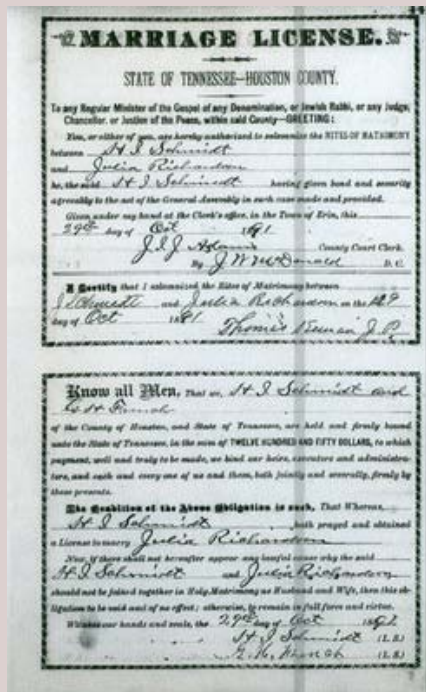 MARRIAGE LICENSE.
STATE OF TENNESSEE—HOUSTON COUNTY.
To any Regular Minister of the Gospel of any Denomination, or Jewish Rabbi, or any Judge,
Chancellor, or Justice of the Peace, within said County—GREETING:
You, or either of you, are hereby authorized to solemnize the RITES OF MATRIMONY
between H I Schmidt
and Julia Richardson
he, the said H I Schmidt having given bond and security
agreeably to the act of the General Assembly in such case made and provided.
Given under my hand at the Clerk's office, in the Town of Erin, this
29th day of Oct 1891
J.I.J Adams County Court Clerk.
By J W McDonald D. C.
I Certify that I solemnized the Rites of Matrimony between
J Schmidt and Julia Richardson on the 29
day of Oct 1891
Thomas J P
Know all Men, That we, H I Schmidt and
of the County of Houston, and State of Tennessee, are held and firmly bound
unto the State of Tennessee, in the sum of TWELVE HUNDRED AND FIFTY DOLLARS, to which
payment, well and truly to be made, we bind our heirs, executors and administra-
tors, and each and every one of us and them, both jointly and severally, firmly by
these presents.
The Condition of the Above Obligation is such, That Whereas,
H I Schmidt hath prayed and obtained
a License to marry Julia Richardson
Now, if there shall not hereafter appear any lawful cause why the said
H I Schmidt and Julia Richardson
should not be joined together in Holy Matrimony as Husband and Wife, then this ob-
ligation to be void and of no effect; otherwise, to remain in full force and virtue.
Witness our hands and seals, the 29th day of Oct 1891
H I Schmidt (L.S.)
(L.S.)